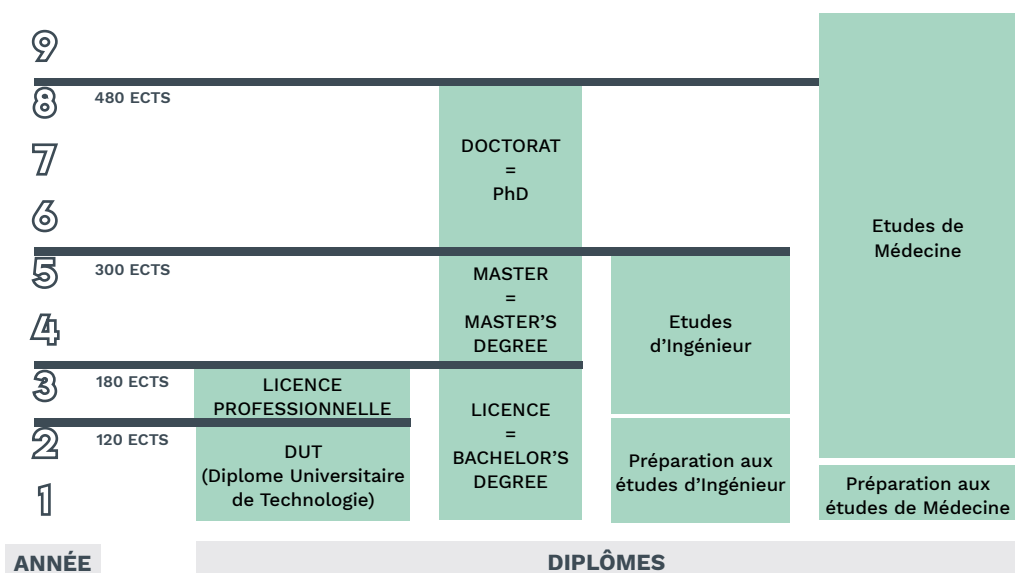 9
8
480 ECTS
7
6
5
300 ECTS
4
3
180 ECTS
2
120 ECTS
1
LICENCE
PROFESSIONNELLE
DUT
(Diplome Universitaire
de Technologie)
DOCTORAT
=
PhD
MASTER
=
MASTER’S
DEGREE
LICENCE
=
BACHELOR’S
DEGREE
Etudes
d’Ingénieur
Préparation aux
études d’Ingénieur
Etudes de
Médecine
Préparation aux
études de Médecine
ANNÉE
DIPLÔMES